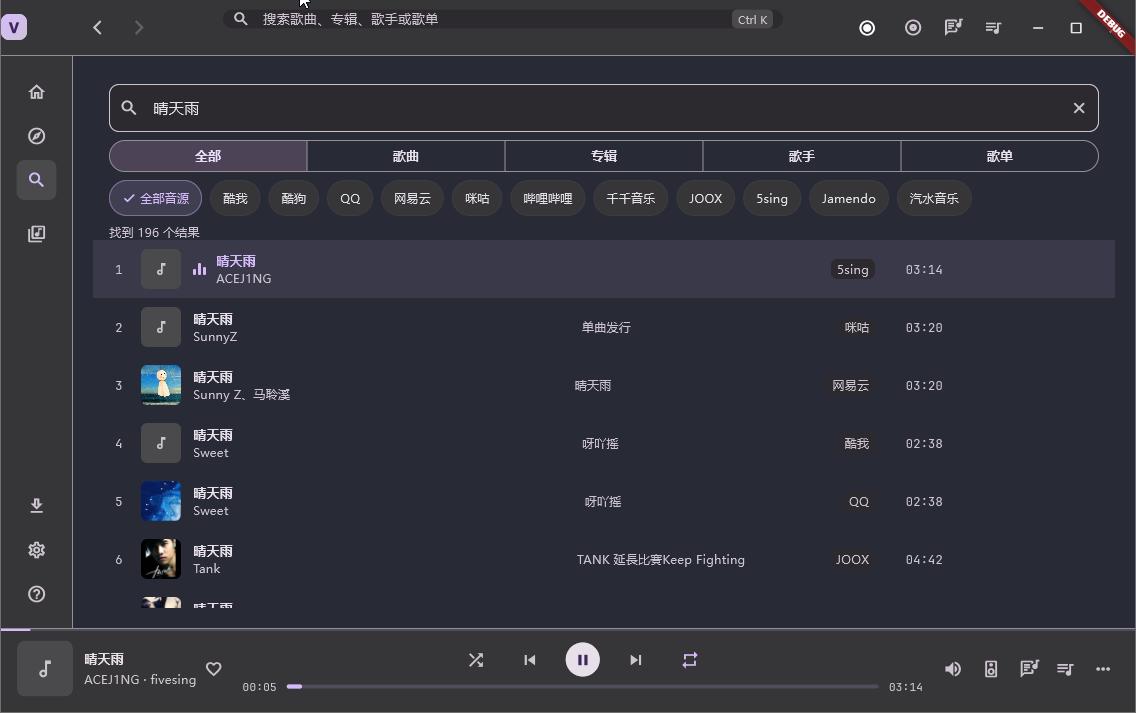 V
搜索歌曲、专辑、歌手或歌单
Ctrl K
DEBUG
晴天雨
全部 歌曲 专辑 歌手 歌单
全部音源 酷我 酷狗 QQ 网易云 咪咕 哔哩哔哩 千千音乐 JOOX 5sing Jamendo 汽水音乐
找到 196 个结果
1 晴天雨 5sing 03:14
ACEJ1NG
2 晴天雨 单曲发行 咪咕 03:20
SunnyZ
3 晴天雨 晴天雨 网易云 03:20
Sunny Z、马聆溪
4 晴天雨 呀吖摇 酷我 02:38
Sweet
5 晴天雨 呀吖摇 QQ 02:38
Sweet
6 晴天雨 TANK 延長比賽Keep Fighting JOOX 04:42
Tank
晴天雨
晴天雨
ACEJ1NG · fivesing
00:05 03:14